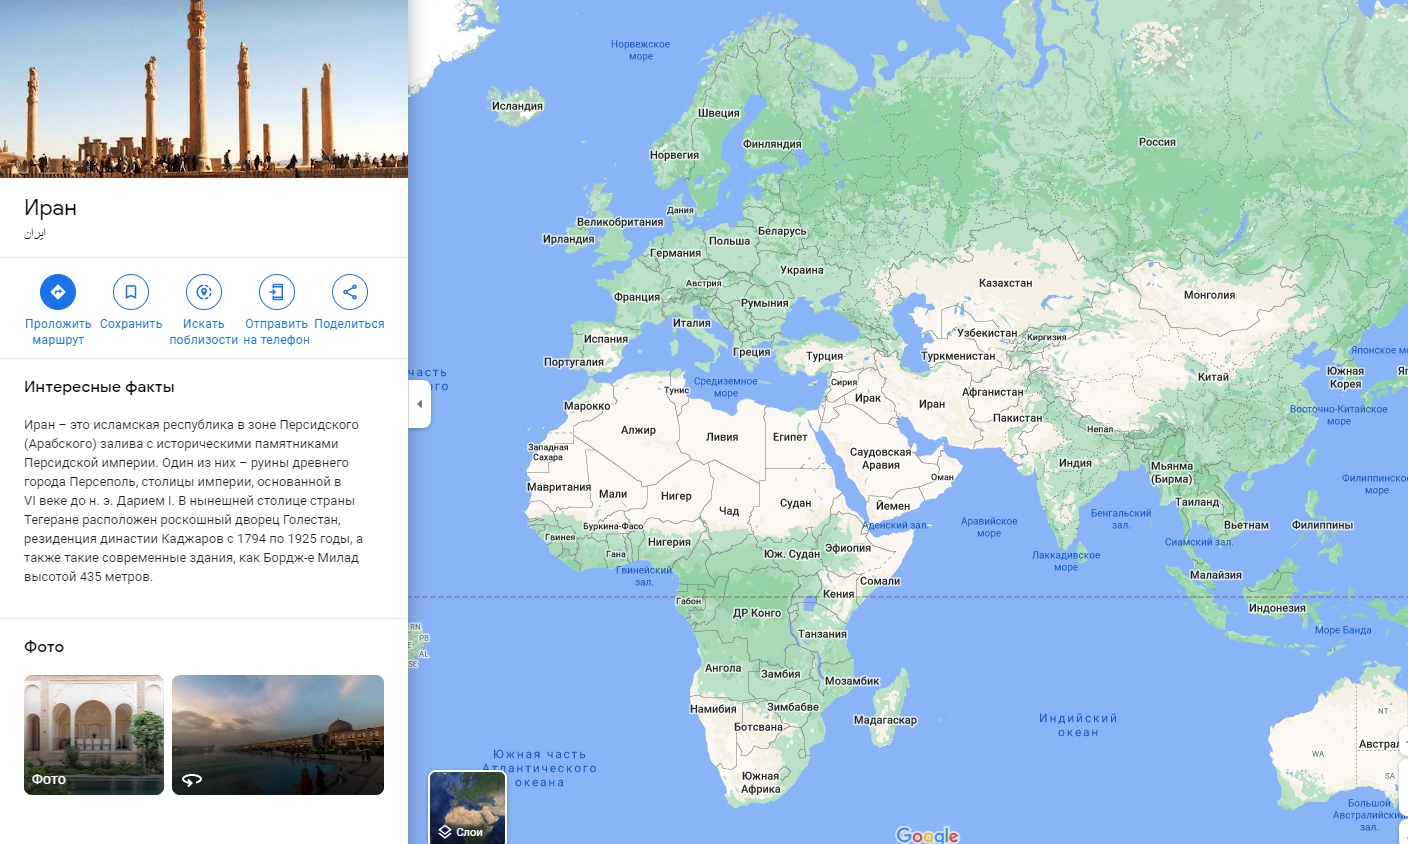 Иран
ایران
Проложить
маршрут
Сохранить
Искать
поблизости
Отправить
на телефон
Поделиться
Интересные факты
Иран – это исламская республика в зоне Персидского
(Арабского) залива с историческими памятниками
Персидской империи. Один из них – руины древнего
города Персеполь, столицы империи, основанной в
VI веке до н. э. Дарием I. В нынешней столице страны
Тегеране расположен роскошный дворец Голестан,
резиденция династии Каджаров с 1794 по 1925 годы, а
также такие современные здания, как Бордж-е Милад
высотой 435 метров.
Фото
Фото
Норвежское
море
Исландия
Швеция
Финляндия
Норвегия
Россия
Дания
Великобритания
Ирландия
Беларусь
Польша
Германия
Украина
Австрия
Франция
Румыния
Казахстан
Монголия
Италия
Испания
Португалия
Греция
Турция
Узбекистан
Киргизия
Туркменистан
Японское
Южная
Корея
часть
Тунис
Средиземное
море
Сирия
Ирак
Иран
Афганистан
Пакистан
Китай
Непал
Восточно-Китайское
море
Марокко
Алжир
Ливия
Египет
Западная
Сахара
Саудовская
Аравия
Оман
Индия
Мьянма
(Бирма)
Филиппинское
море
Мавритания
Мали
Нигер
Чад
Судан
Йемен
Аденский зал.
Аравийское
море
Бенгальский
зал.
Таиланд
Вьетнам
Филиппины
Буркина-Фасо
Гвинея
Гана
Нигерия
Юж. Судан
Эфиопия
Сиамский зал.
Лаккадивское
море
Гвинейский
зал.
Сомали
Кения
Малайзия
Габон
ДР Конго
Индонезия
Танзания
Море Банда
RN
PB
AL
SE
Ангола
Замбия
Мозамбик
Намибия
Зимбабве
Ботсвана
Мадагаскар
Индийский
океан
Южная часть
Атлантического
океана
Южная
Африка
NT
WA
SA
Большой
Австралийский
зал.
Слои
Google